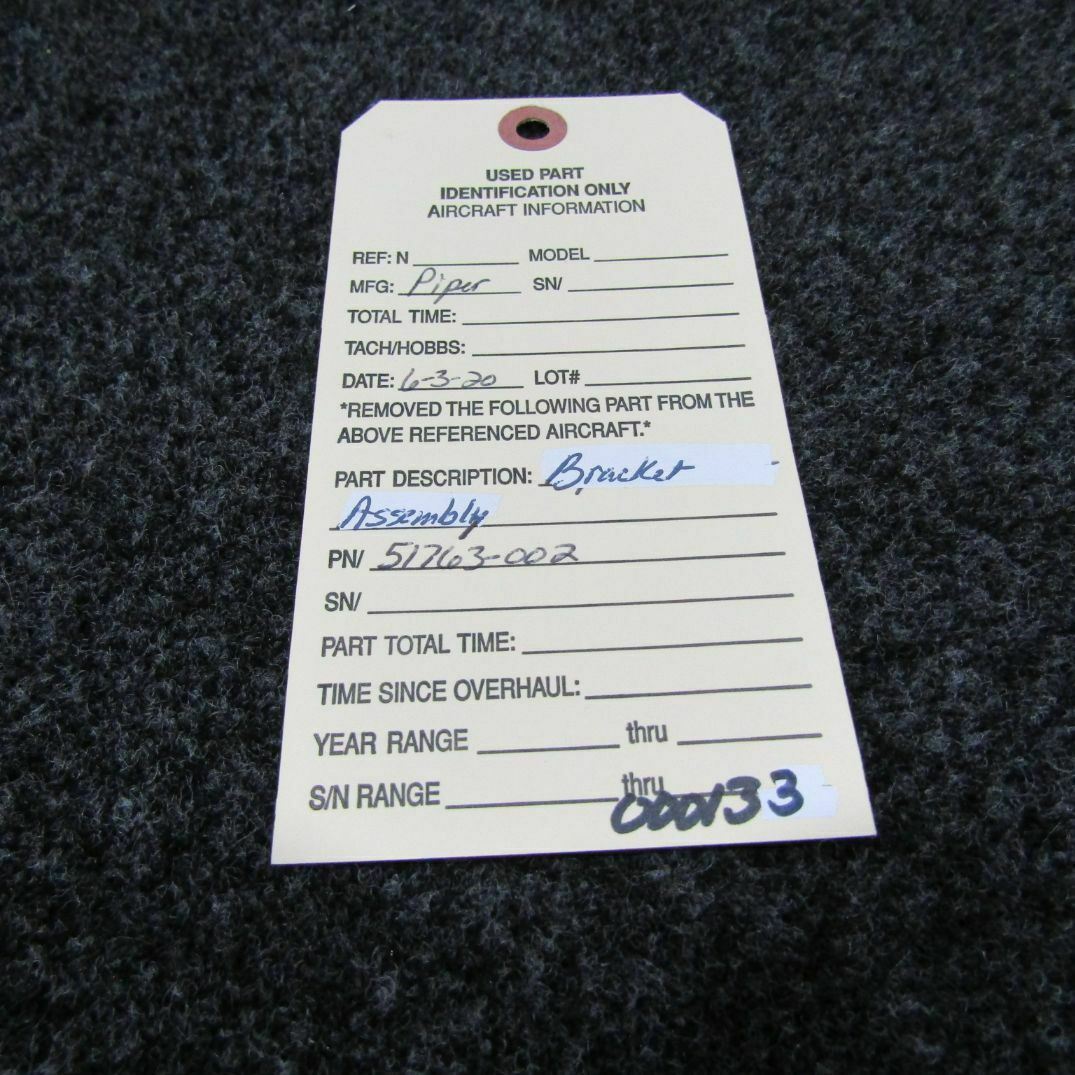 USED PART
IDENTIFICATION ONLY
AIRCRAFT INFORMATION
REF: N MODEL
MFG: Piper SN/
TOTAL TIME:
TACH/HOBBS:
DATE: 6-3-20 LOT#
*REMOVED THE FOLLOWING PART FROM THE
ABOVE REFERENCED AIRCRAFT.*
PART DESCRIPTION: Bracket
Assembly
PN/ 51763-002
SN/
PART TOTAL TIME:
TIME SINCE OVERHAUL:
YEAR RANGE thru
S/N RANGE thru
000133